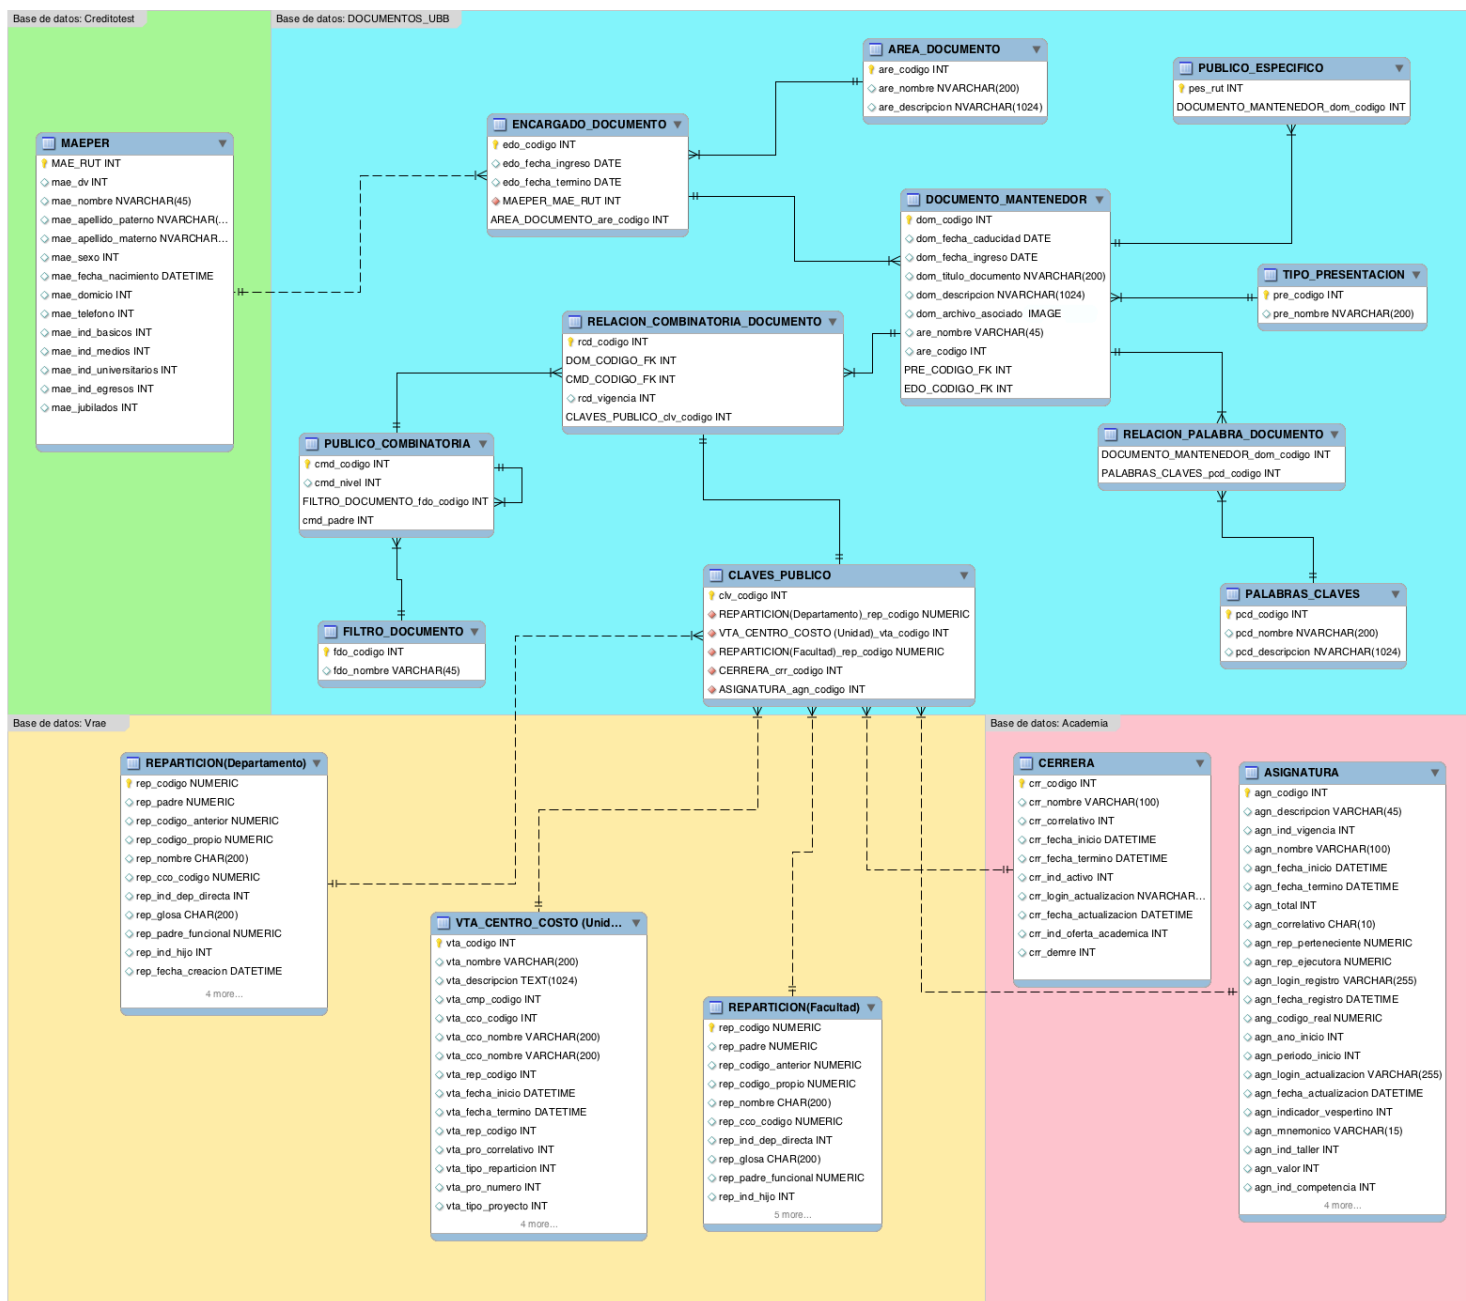 Base de datos: Creditotest
Base de datos: DOCUMENTOS_UBB
MAEPER
MAE_RUT INT
mae_dv INT
mae_nombre NVARCHAR(45)
mae_apellido_paterno NVARCHAR(...
mae_apellido_materno NVARCHAR...
mae_sexo INT
mae_fecha_nacimiento DATETIME
mae_domicio INT
mae_telefono INT
mae_ind_basicos INT
mae_ind_medios INT
mae_ind_universitarios INT
mae_ind_egresos INT
mae_jubilados INT
ENCARGADO_DOCUMENTO
edo_codigo INT
edo_fecha_ingreso DATE
edo_fecha_termino DATE
MAEPER_MAE_RUT INT
AREA_DOCUMENTO_are_codigo INT
AREA_DOCUMENTO
are_codigo INT
are_nombre NVARCHAR(200)
are_descripcion NVARCHAR(1024)
PUBLICO_ESPECIFICO
pes_rut INT
DOCUMENTO_MANTENEDOR_dom_codigo INT
DOCUMENTO_MANTENEDOR
dom_codigo INT
dom_fecha_caducidad DATE
dom_fecha_ingreso DATE
dom_titulo_documento NVARCHAR(200)
dom_descripcion NVARCHAR(1024)
dom_archivo_asociado IMAGE
are_nombre VARCHAR(45)
are_codigo INT
PRE_CODIGO_FK INT
EDO_CODIGO_FK INT
TIPO_PRESENTACION
pre_codigo INT
pre_nombre NVARCHAR(200)
RELACION_COMBINATORIA_DOCUMENTO
rcd_codigo INT
DOM_CODIGO_FK INT
CMD_CODIGO_FK INT
rcd_vigencia INT
CLAVES_PUBLICO_clv_codigo INT
PUBLICO_COMBINATORIA
cmd_codigo INT
cmd_nivel INT
FILTRO_DOCUMENTO_fdo_codigo INT
cmd_padre INT
RELACION_PALABRA_DOCUMENTO
DOCUMENTO_MANTENEDOR_dom_codigo INT
PALABRAS_CLAVES_pcd_codigo INT
FILTRO_DOCUMENTO
fdo_codigo INT
fdo_nombre VARCHAR(45)
CLAVES_PUBLICO
clv_codigo INT
REPARTICION(Departamento)_rep_codigo NUMERIC
VTA_CENTRO_COSTO (Unidad)_vta_codigo INT
REPARTICION(Facultad)_rep_codigo NUMERIC
CERRERA_crr_codigo INT
ASIGNATURA_agn_codigo INT
PALABRAS_CLAVES
pcd_codigo INT
pcd_nombre NVARCHAR(200)
pcd_descripcion NVARCHAR(1024)
Base de datos: Vrae
Base de datos: Academia
REPARTICION(Departamento)
rep_codigo NUMERIC
rep_padre NUMERIC
rep_codigo_anterior NUMERIC
rep_codigo_propio NUMERIC
rep_nombre CHAR(200)
rep_cco_codigo NUMERIC
rep_ind_dep_directa INT
rep_glosa CHAR(200)
rep_padre_funcional NUMERIC
rep_ind_hijo INT
rep_fecha_creacion DATETIME
4 more...
VTA_CENTRO_COSTO (Unid...
vta_codigo INT
vta_nombre VARCHAR(200)
vta_descripcion TEXT(1024)
vta_cmp_codigo INT
vta_cco_codigo INT
vta_cco_nombre VARCHAR(200)
vta_cco_nombre VARCHAR(200)
vta_rep_codigo INT
vta_fecha_inicio DATETIME
vta_fecha_termino DATETIME
vta_rep_codigo INT
vta_pro_correlativo INT
vta_tipo_reparticion INT
vta_pro_numero INT
vta_tipo_proyecto INT
4 more...
REPARTICION(Facultad)
rep_codigo NUMERIC
rep_padre NUMERIC
rep_codigo_anterior NUMERIC
rep_codigo_propio NUMERIC
rep_nombre CHAR(200)
rep_cco_codigo NUMERIC
rep_ind_dep_directa INT
rep_glosa CHAR(200)
rep_padre_funcional NUMERIC
rep_ind_hijo INT
5 more...
CERRERA
crr_codigo INT
crr_nombre VARCHAR(100)
crr_correlativo INT
crr_fecha_inicio DATETIME
crr_fecha_termino DATETIME
crr_ind_activo INT
crr_login_actualizacion NVARCHAR...
crr_fecha_actualizacion DATETIME
crr_ind_oferta_academica INT
crr_demre INT
ASIGNATURA
agn_codigo INT
agn_descripcion VARCHAR(45)
agn_ind_vigencia INT
agn_nombre VARCHAR(100)
agn_fecha_inicio DATETIME
agn_fecha_termino DATETIME
agn_total INT
agn_correlativo CHAR(10)
agn_rep_perteneciente NUMERIC
agn_rep_ejecutora NUMERIC
agn_login_registro VARCHAR(255)
agn_fecha_registro DATETIME
ang_codigo_real NUMERIC
agn_ano_inicio INT
agn_periodo_inicio INT
agn_login_actualizacion VARCHAR(255)
agn_fecha_actualizacion DATETIME
agn_indicador_vespertino INT
agn_mnemonico VARCHAR(15)
agn_ind_taller INT
agn_valor INT
agn_ind_competencia INT
4 more...